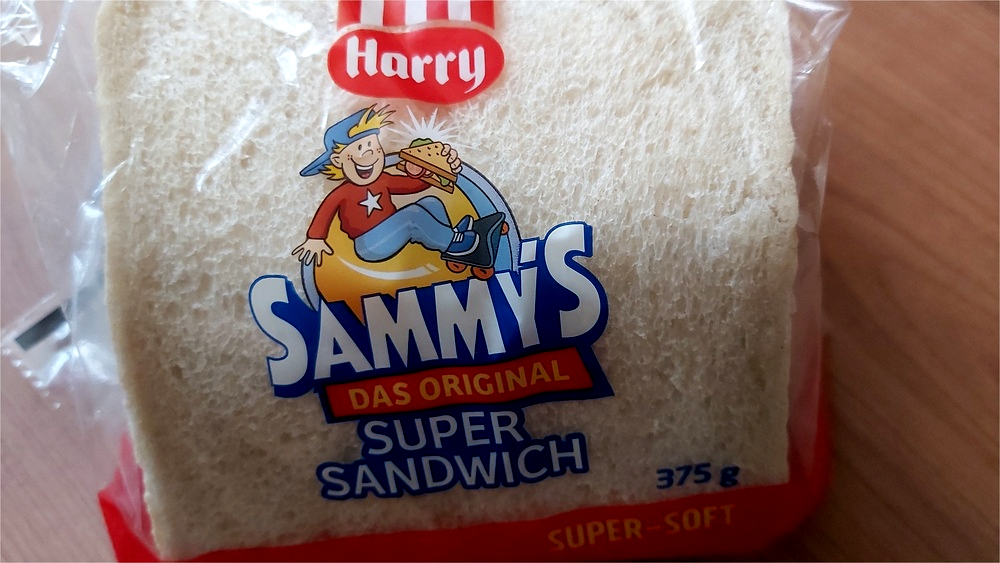 Harry
SAMMY'S
DAS ORIGINAL
SUPER
SANDWICH
375 g
SUPER-SOFT